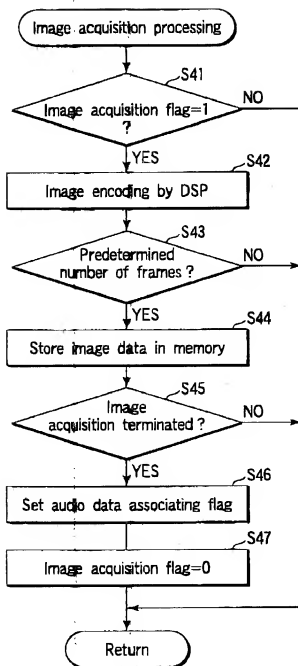 Image acquisition processing
S41
Image acquisition flag=1
?
NO
YES
S42
Image encoding by DSP
S43
Predetermined
number of frames?
NO
YES
S44
Store image data in memory
S45
Image
acquisition terminated?
NO
YES
S46
Set audio data associating flag
S47
Image acquisition flag=0
Return